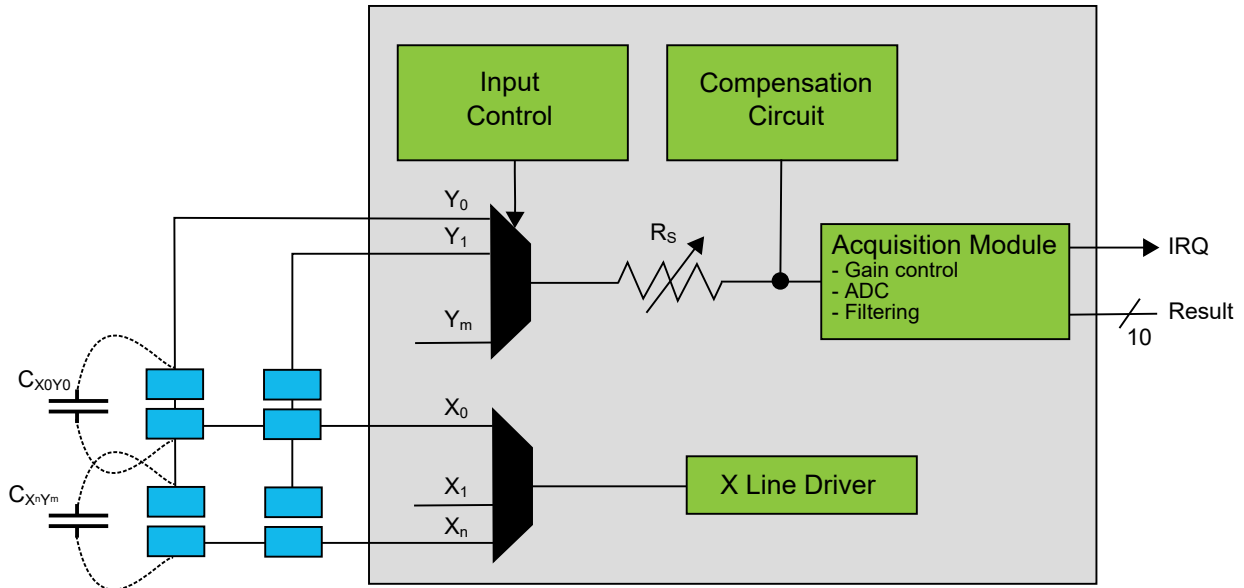 Input
Control
Compensation
Circuit
Y0
Y1
RS
Acquisition Module
- Gain control
- ADC
- Filtering
IRQ
Result
10
Ym
CX0Y0
X0
CXnYm
X1
Xn
X Line Driver